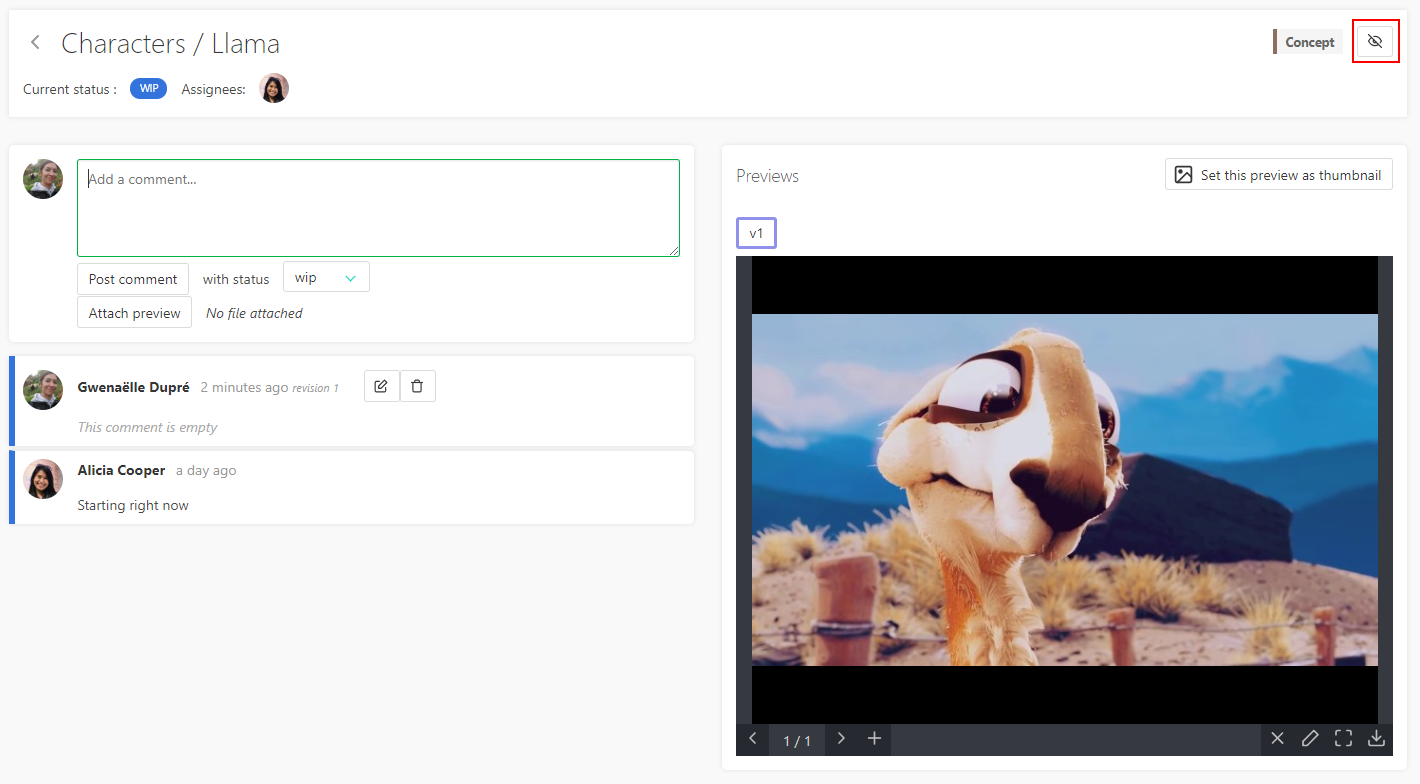 Characters / Llama
Concept
Current status : WIP Assignees:
Add a comment...
Post comment with status wip
Attach preview No file attached
Gwenaëlle Dupré 2 minutes ago revision 1
This comment is empty
Alicia Cooper a day ago
Starting right now
Previews
Set this preview as thumbnail
v1
1 / 1